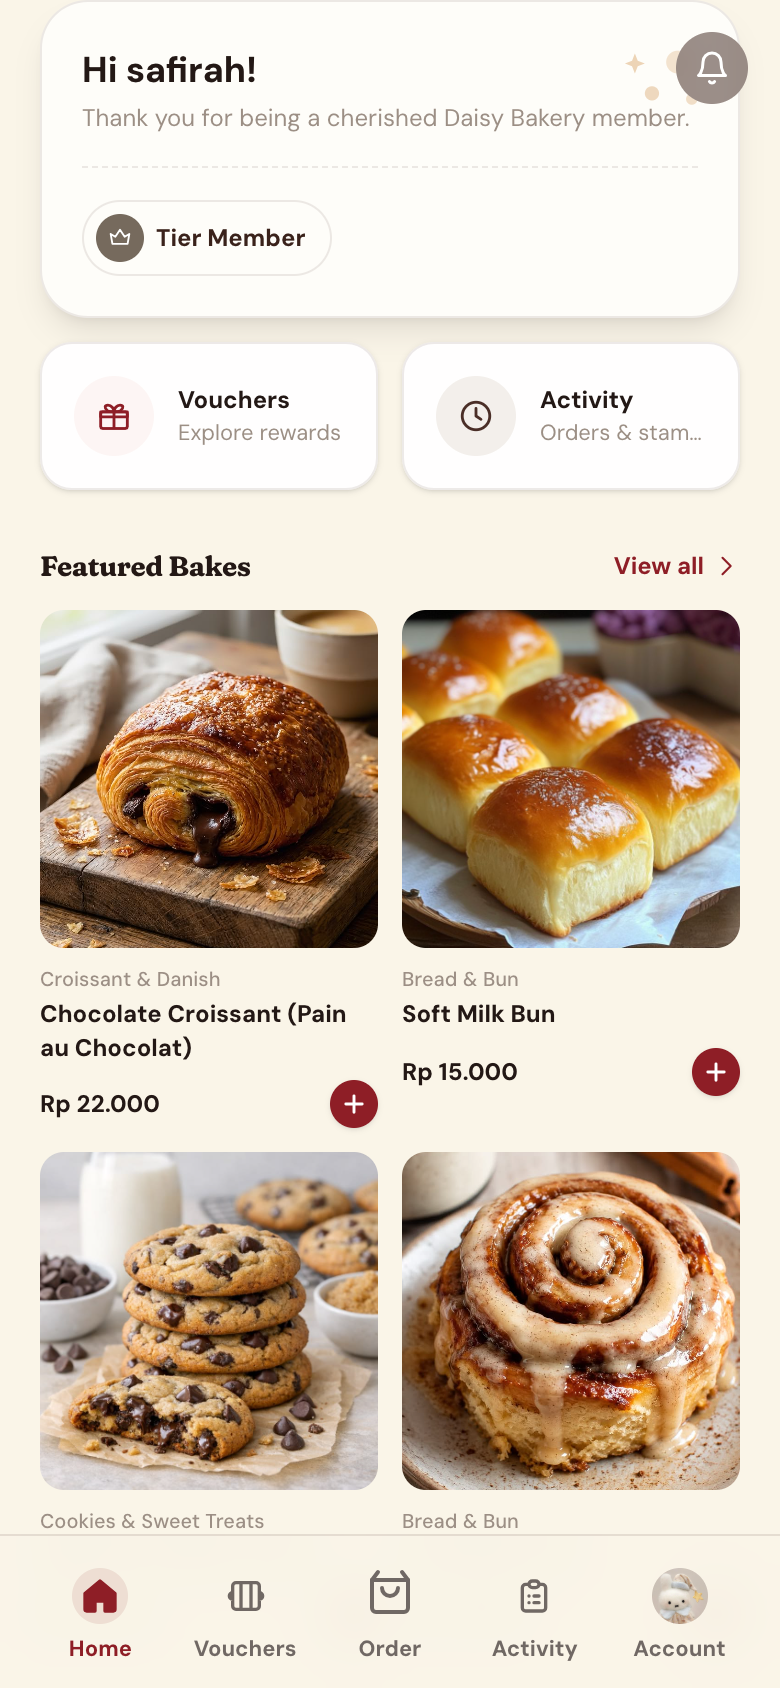 Hi safirah!
Thank you for being a cherished Daisy Bakery member.
Tier Member
Vouchers
Explore rewards
Activity
Orders & stam...
Featured Bakes
View all
Croissant & Danish
Chocolate Croissant (Pain
au Chocolat)
Rp 22.000
Bread & Bun
Soft Milk Bun
Rp 15.000
Cookies & Sweet Treats
Bread & Bun
Home
Vouchers
Order
Activity
Account